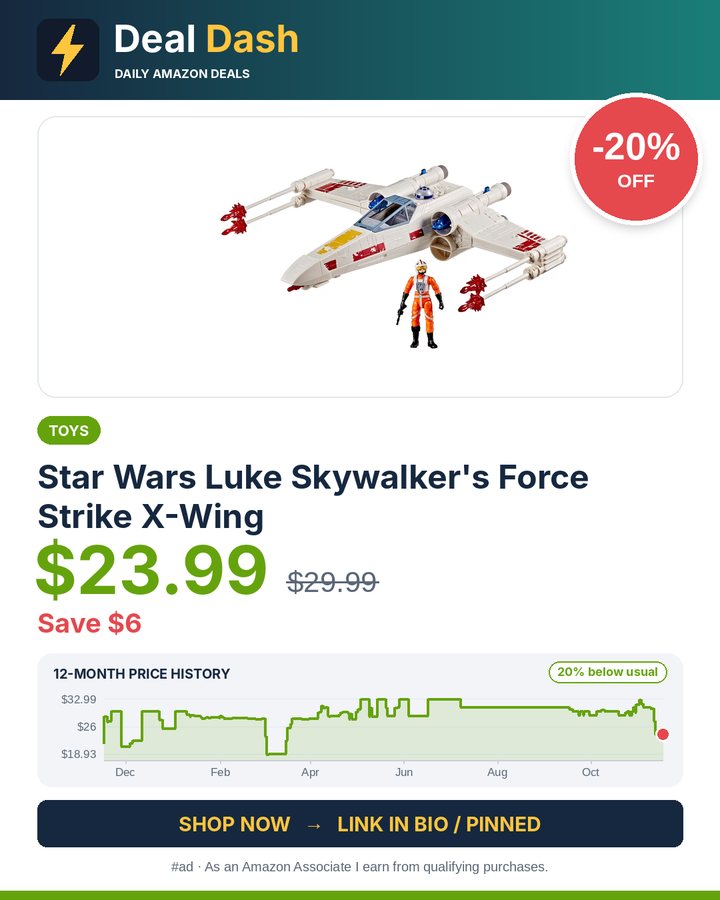 Deal Dash
DAILY AMAZON DEALS
-20%
OFF
TOYS
Star Wars Luke Skywalker's Force
Strike X-Wing
$23.99 $29.99
Save $6
12-MONTH PRICE HISTORY
20% below usual
$32.99
$26
$18.93
Dec Feb Apr Jun Aug Oct
SHOP NOW → LINK IN BIO / PINNED
#ad · As an Amazon Associate I earn from qualifying purchases.